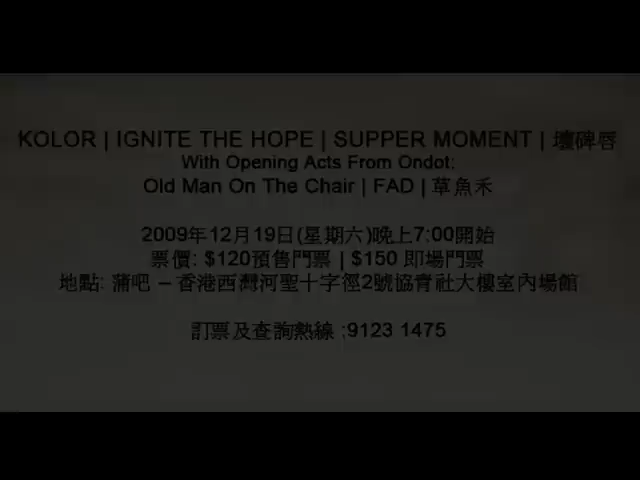 KOLOR | IGNITE THE HOPE | SUPPER MOMENT | 壞碑唇
With Opening Acts From Ondot:
Old Man On The Chair | FAD | 草魚禾
2009年12月19日(星期六)晚上7:00開始
票價: $120預售門票 | $150 即場門票
地點: 蒲吧 – 香港西灣河聖十字徑2號協青社大樓室內場館
訂票及查詢熱線 :9123 1475